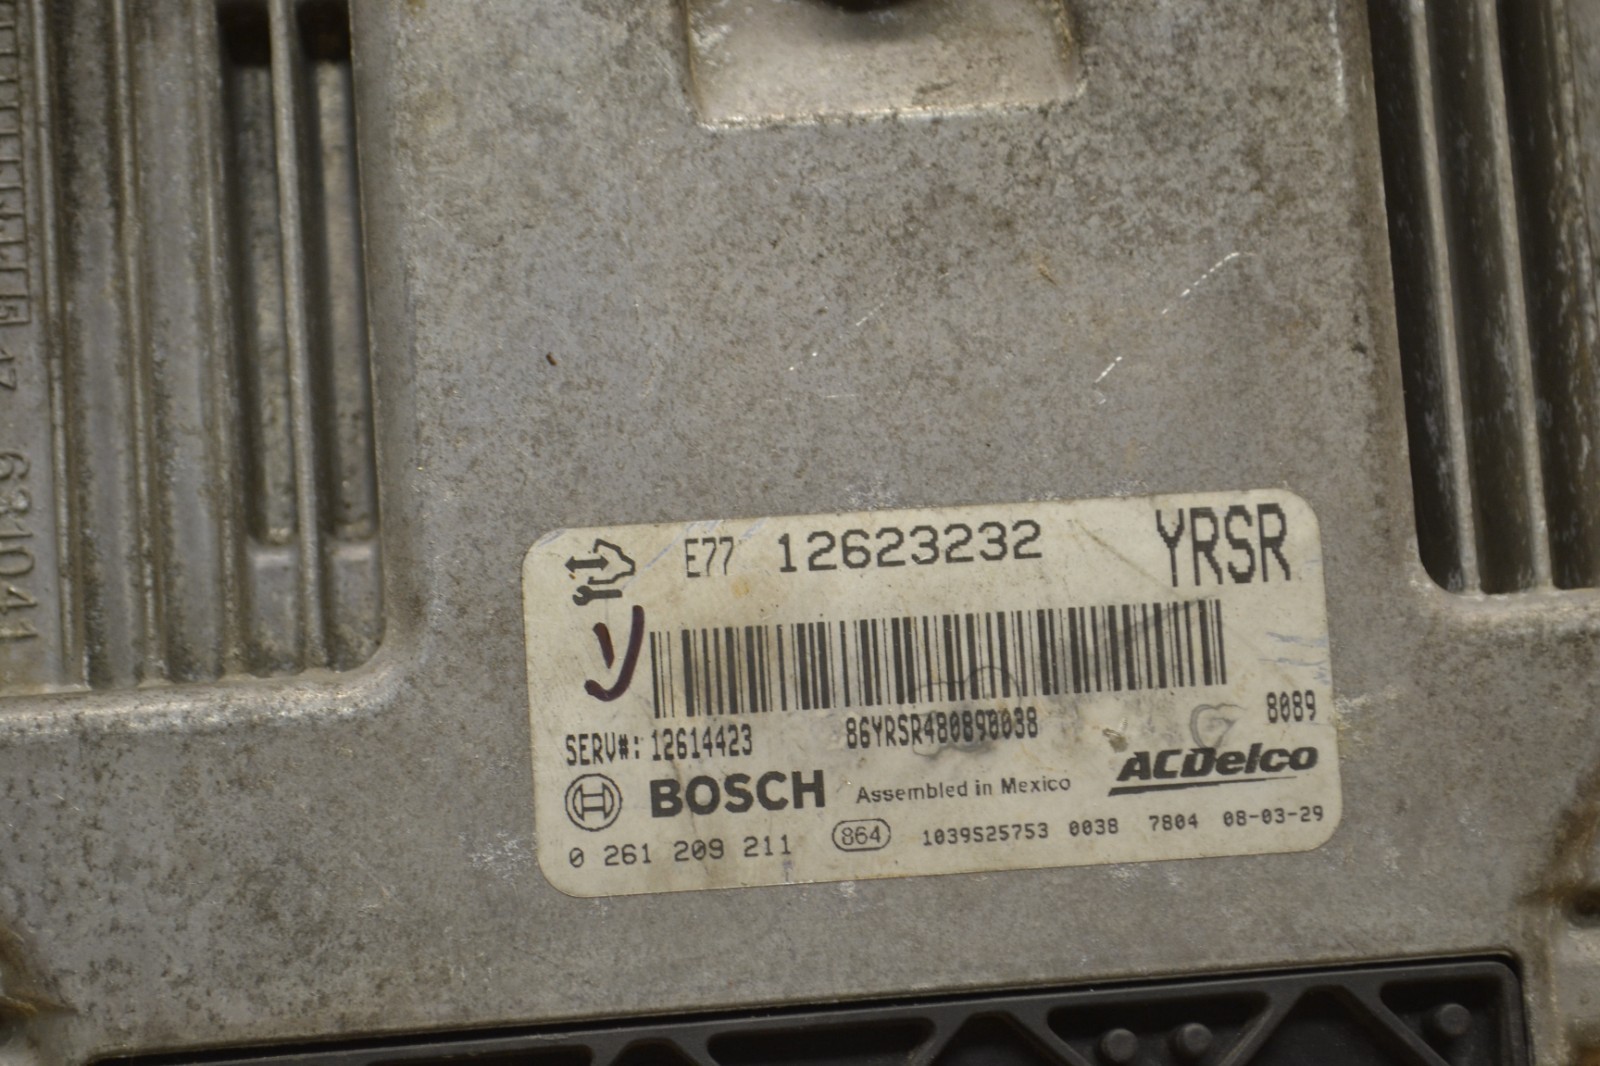 E77 12623232 YRSR
SERV#: 12614423 86YRSR480890038 8089
BOSCH Assembled in Mexico ACDelco
0 261 209 211 864 1039S25753 0038 7804 08-03-29